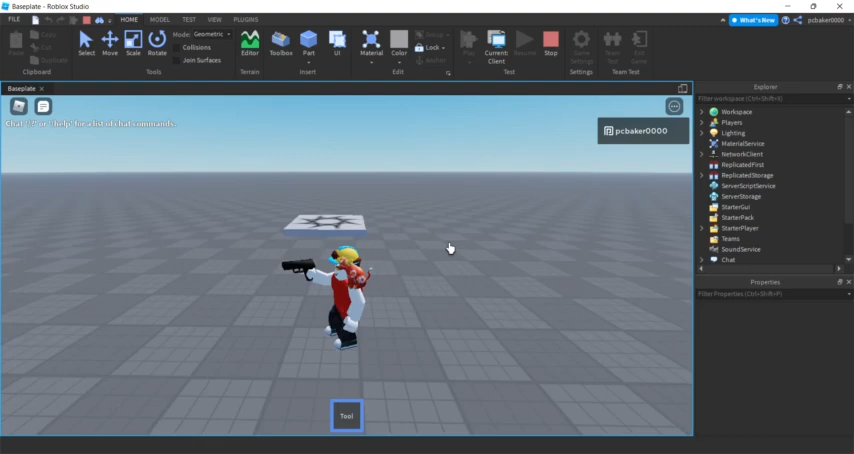 Baseplate - Roblox Studio
FILE HOME MODEL TEST VIEW PLUGINS What's New pcbaker0000
Paste Copy Cut Duplicate
Select Move Scale Rotate
Mode: Geometric
Collisions
Join Surfaces
Editor Toolbox Part UI
Material Color Group Lock Anchor
Play Current: Client Resume Stop
Game Settings Team Test Exit Game
Clipboard Tools Terrain Insert Edit Test Settings Team Test
Baseplate
Chat '/?' or '/help' for a list of chat commands.
pcbaker0000
Tool
Explorer
Filter workspace (Ctrl+Shift+X)
Workspace
Players
Lighting
MaterialService
NetworkClient
ReplicatedFirst
ReplicatedStorage
ServerScriptService
ServerStorage
StarterGui
StarterPack
StarterPlayer
Teams
SoundService
Chat
Properties
Filter Properties (Ctrl+Shift+P)